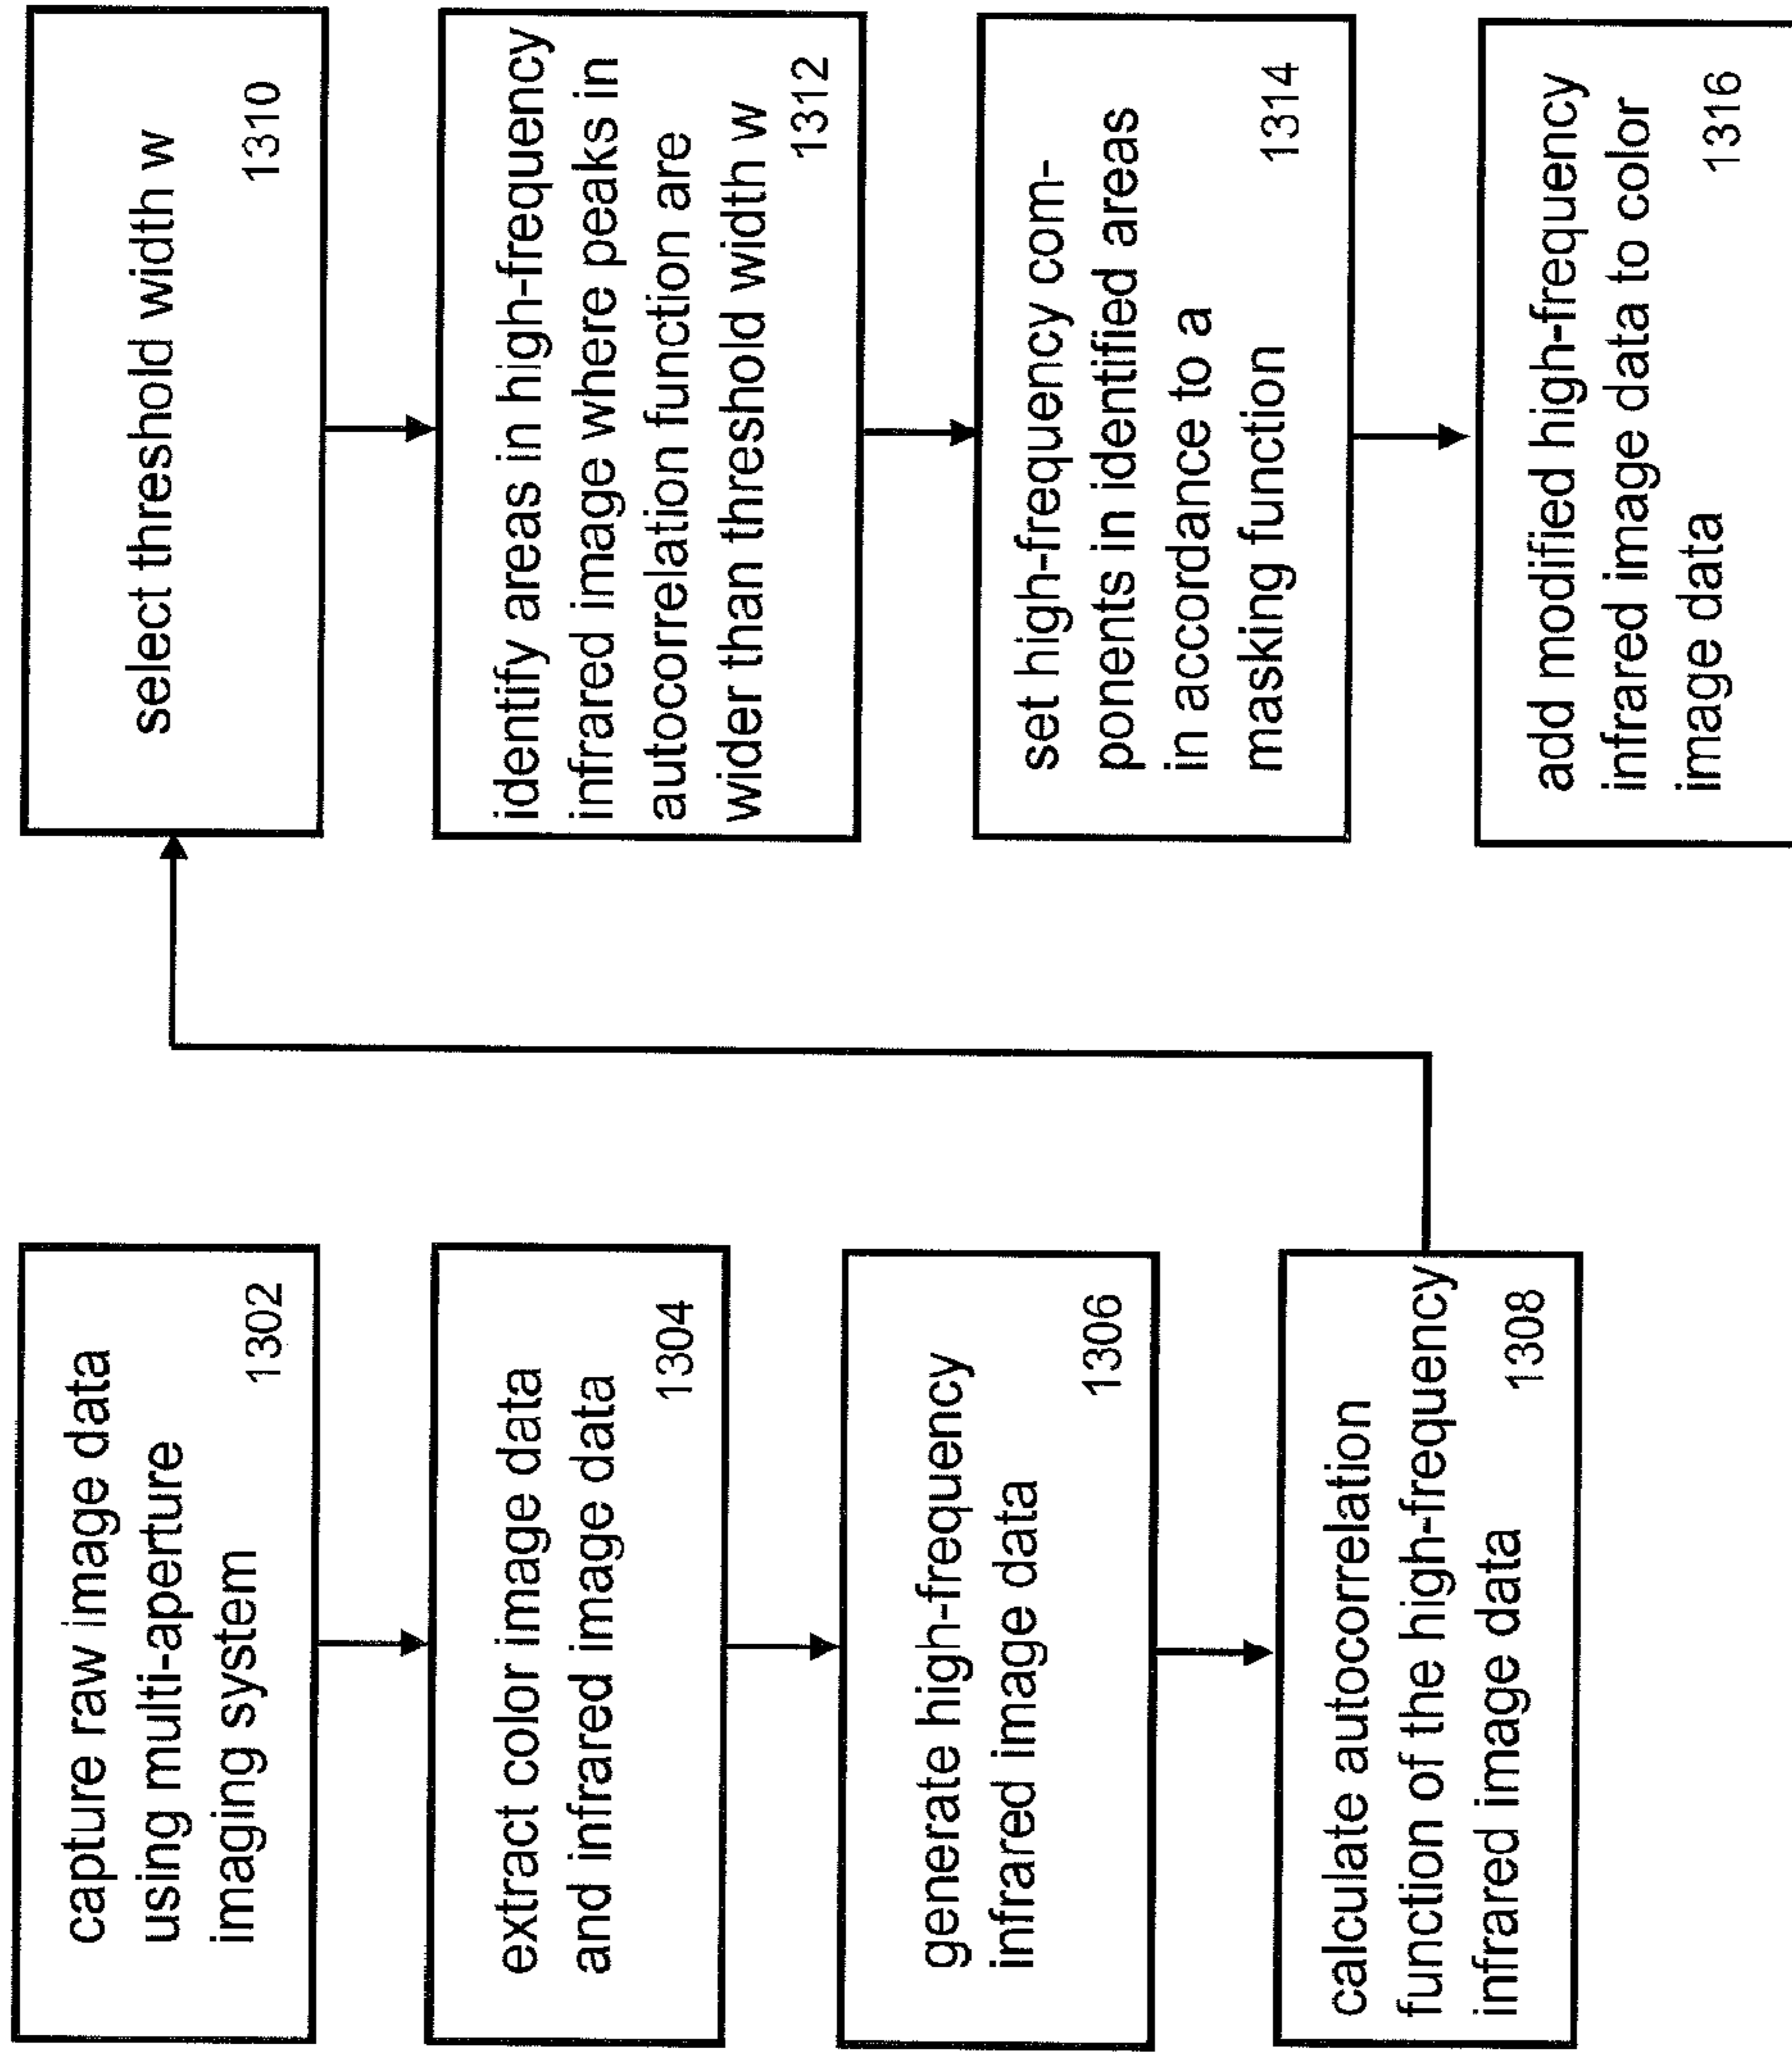 capture raw image data
using multi-aperture
imaging system
1302
extract color image data
and infrared image data
1304
generate high-frequency
infrared image data
1306
calculate autocorrelation
function of the high-frequency
infrared image data
1308
select threshold width w
1310
identify areas in high-frequency
infrared image where peaks in
autocorrelation function are
wider than threshold width w
1312
set high-frequency com-
ponents in identified areas
in accordance to a
masking function
1314
add modified high-frequency
infrared image data to color
image data
1316